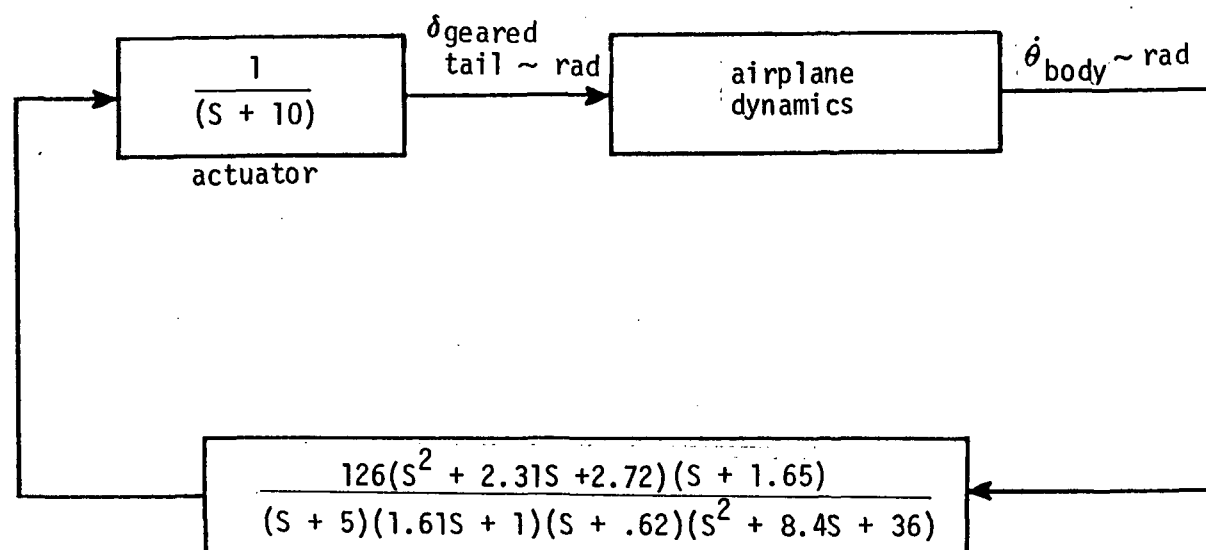 1
(S + 10)
actuator
δgeared
tail ~ rad
airplane
dynamics
θ̇body ~ rad
126(S² + 2.31S +2.72)(S + 1.65)
(S + 5)(1.61S + 1)(S + .62)(S² + 8.4S + 36)